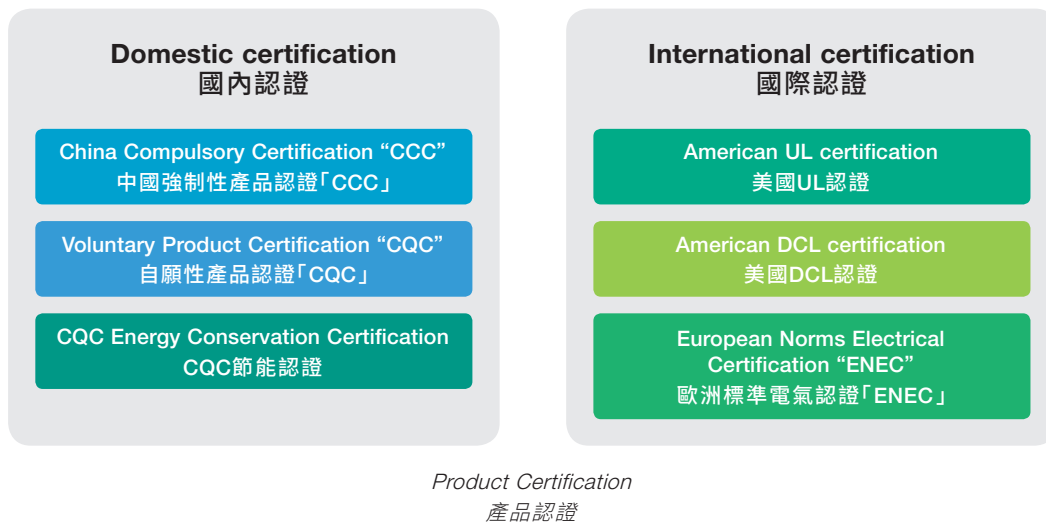 Domestic certification
國內認證
China Compulsory Certification “CCC”
中國強制性產品認證「CCC」
Voluntary Product Certification “CQC”
自願性產品認證「CQC」
CQC Energy Conservation Certification
CQC節能認證
International certification
國際認證
American UL certification
美國UL認證
American DCL certification
美國DCL認證
European Norms Electrical
Certification “ENEC”
歐洲標準電氣認證「ENEC」
Product Certification
產品認證